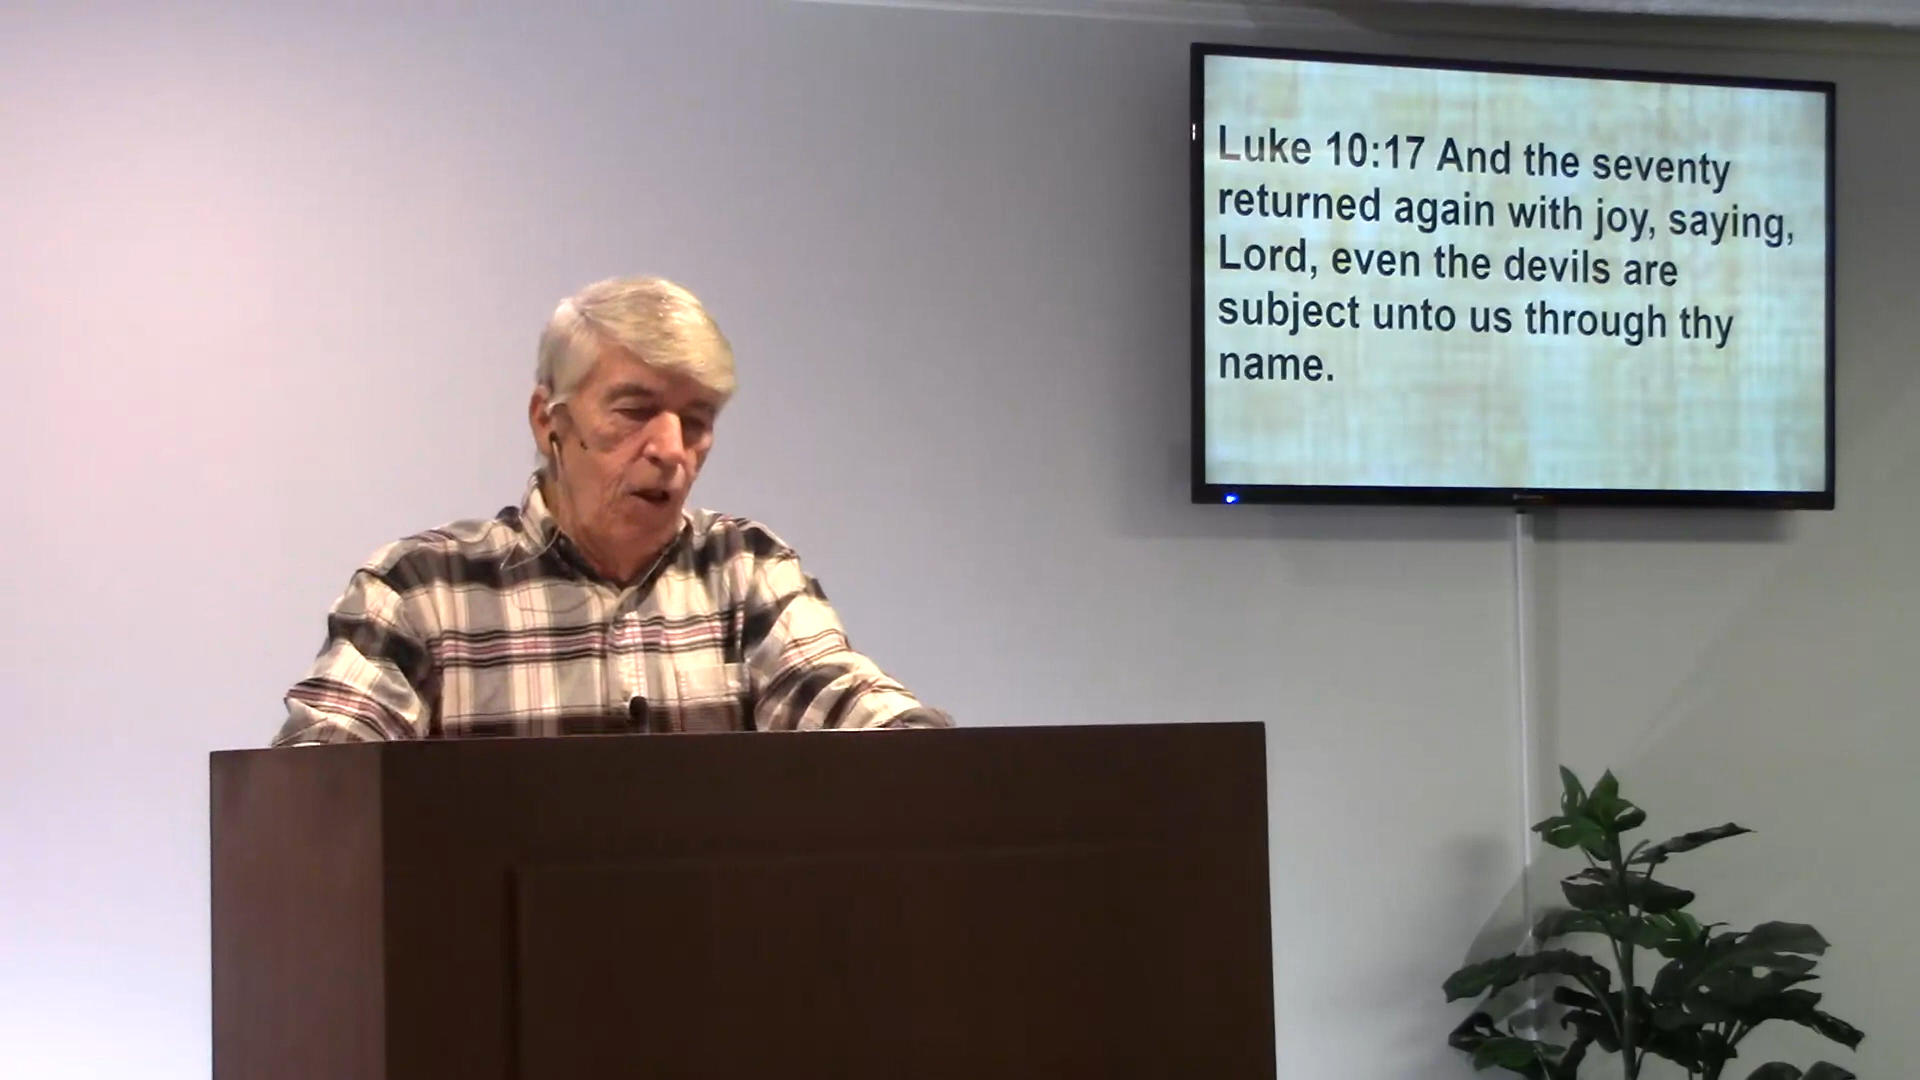 Luke 10:17 And the seventy
returned again with joy, saying,
Lord, even the devils are
subject unto us through thy
name.